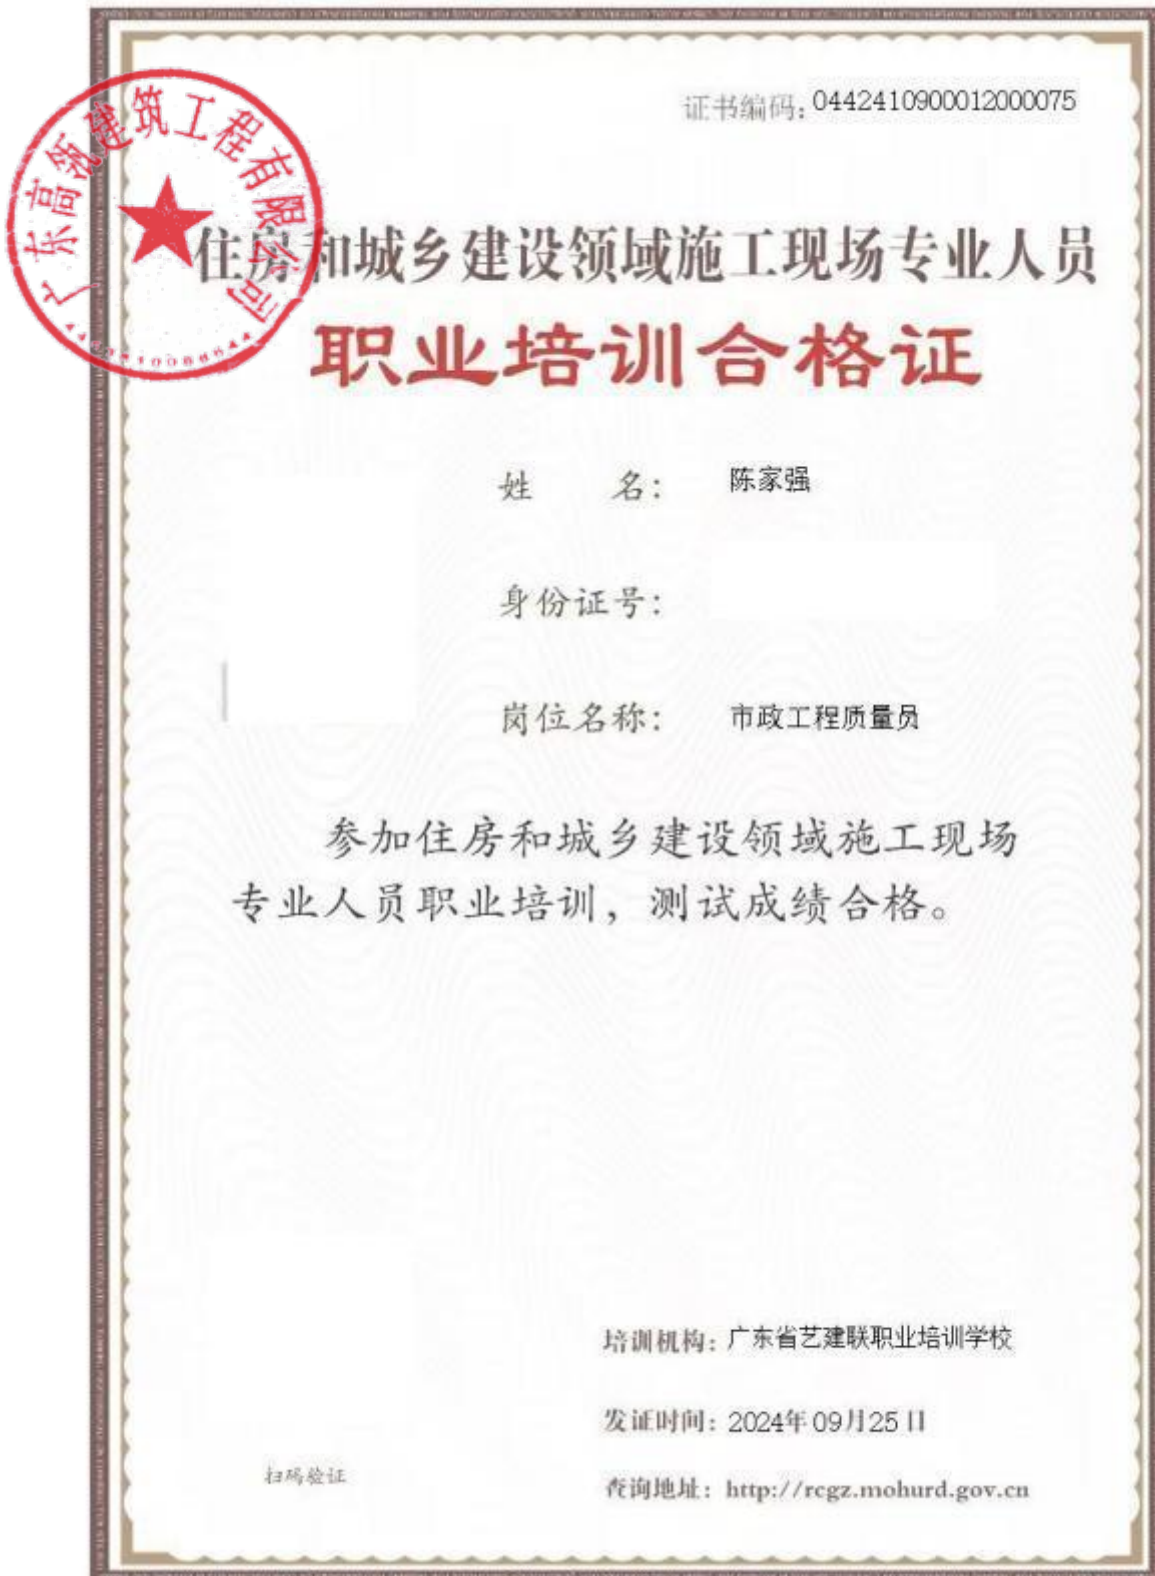 证书编码：0442410900012000075
广东高瓴建筑工程有限公司
住房和城乡建设领域施工现场专业人员
职业培训合格证
姓 名： 陈家强
身份证号：
岗位名称： 市政工程质量员
参加住房和城乡建设领域施工现场
专业人员职业培训，测试成绩合格。
培训机构：广东省艺建联职业培训学校
发证时间：2024年09月25日
扫码验证
查询地址：http://rcgz.mohurd.gov.cn